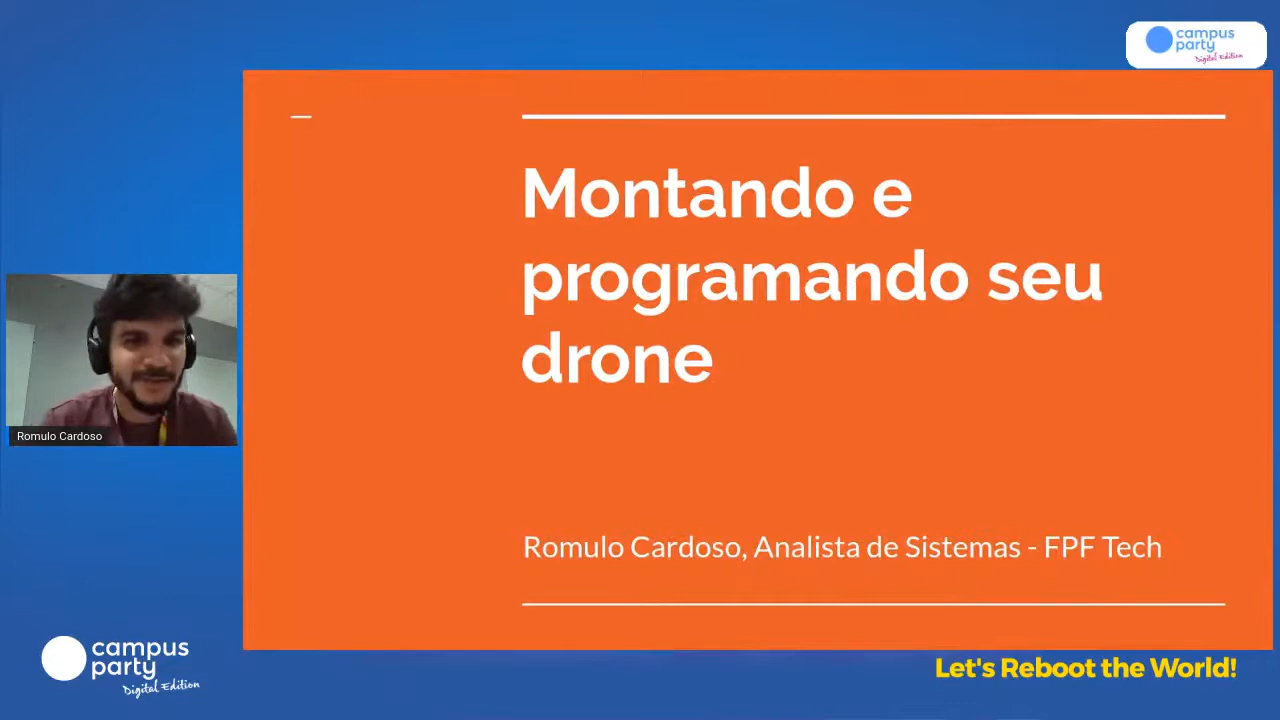 campus
party
Digital Edition
Montando e
programando seu
drone
Romulo Cardoso
Romulo Cardoso, Analista de Sistemas - FPF Tech
campus
party
Digital Edition
Let's Reboot the World!